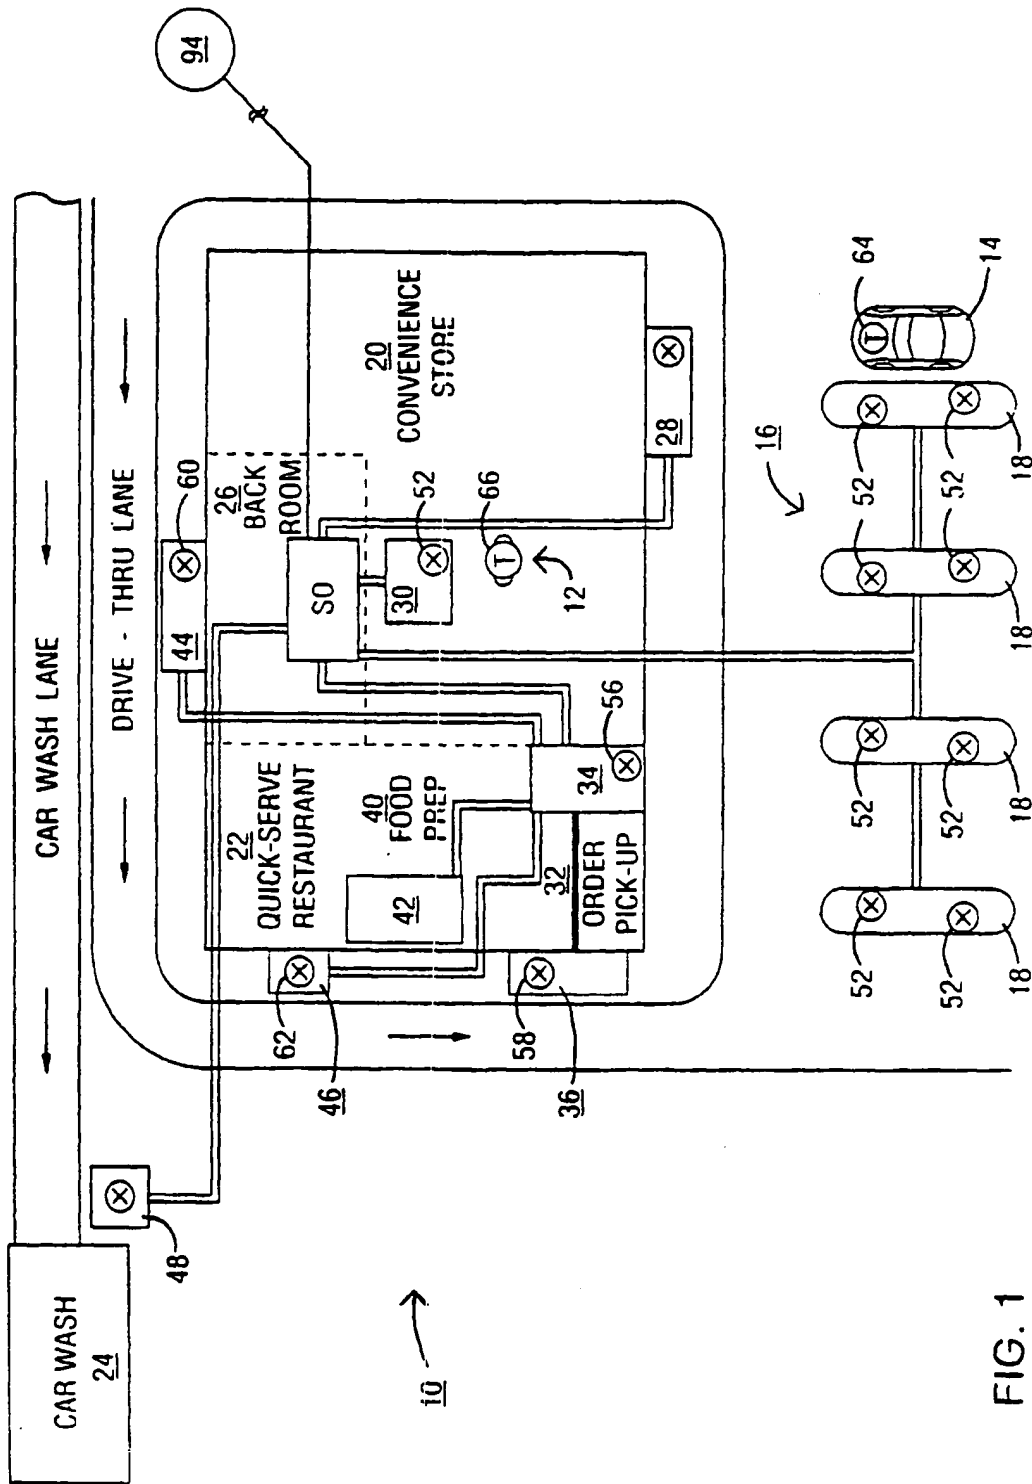 CAR WASH
24
CAR WASH LANE
DRIVE - THRU LANE
94
48
44
60
26
BACK
ROOM
SO
22
QUICK-SERVE
RESTAURANT
62
46
20
CONVENIENCE
STORE
40
FOOD
PREP
42
30
52
T
66
12
10
58
36
32
ORDER
PICK-UP
34
56
28
16
52
52
52
52
T
64
52
52
52
52
14
18
18
18
18
FIG. 1